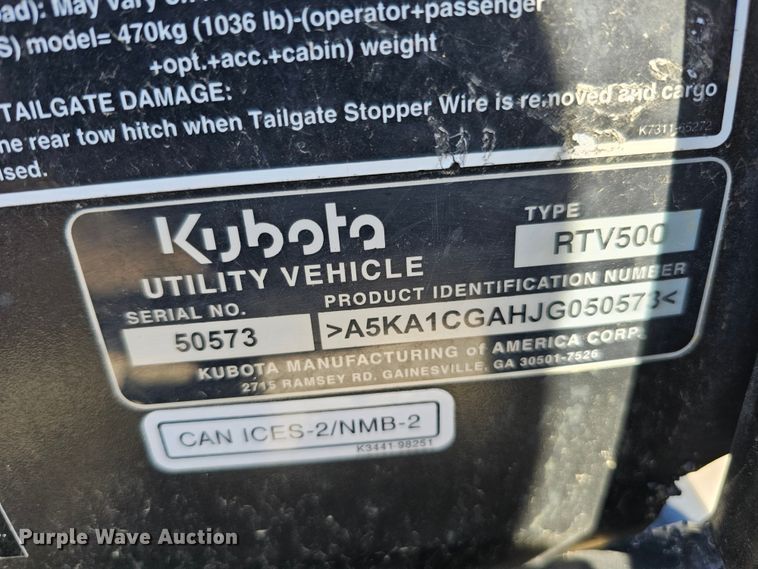 oad): May vary
S) model= 470kg (1036 lb)-(operator+passenger
+opt.+acc.+cabin) weight
TAILGATE DAMAGE:
he rear tow hitch when Tailgate Stopper Wire is removed and cargo
used.
K7311-65272
Kubota
UTILITY VEHICLE
TYPE
RTV500
SERIAL NO.
50573
PRODUCT IDENTIFICATION NUMBER
>A5KA1CGAHJG050573<
KUBOTA MANUFACTURING of AMERICA CORP.
2715 RAMSEY RD. GAINESVILLE, GA 30501-7526
CAN ICES-2/NMB-2
K3441-98251
Purple Wave Auction